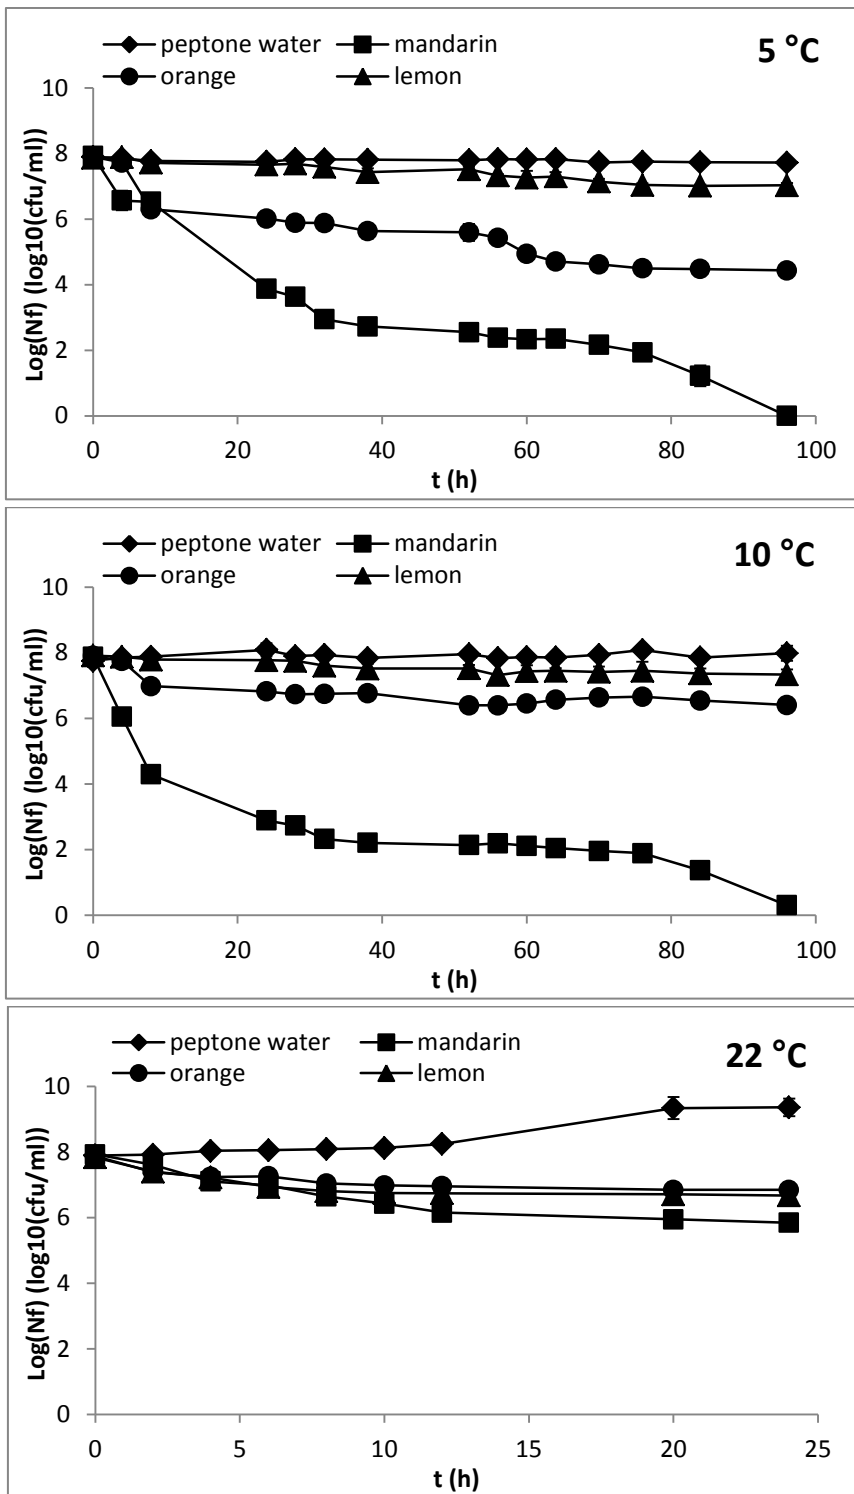 peptone water mandarin
orange lemon
5 °C
10
8
6
4
2
0
0 20 40 60 80 100
Log(Nf) (log10(cfu/ml))
t (h)
peptone water mandarin
orange lemon
10 °C
10
8
6
4
2
0
0 20 40 60 80 100
Log(Nf) (log10(cfu/ml))
t (h)
peptone water mandarin
orange lemon
22 °C
10
8
6
4
2
0
0 5 10 15 20 25
Log(Nf) (log10(cfu/ml))
t (h)